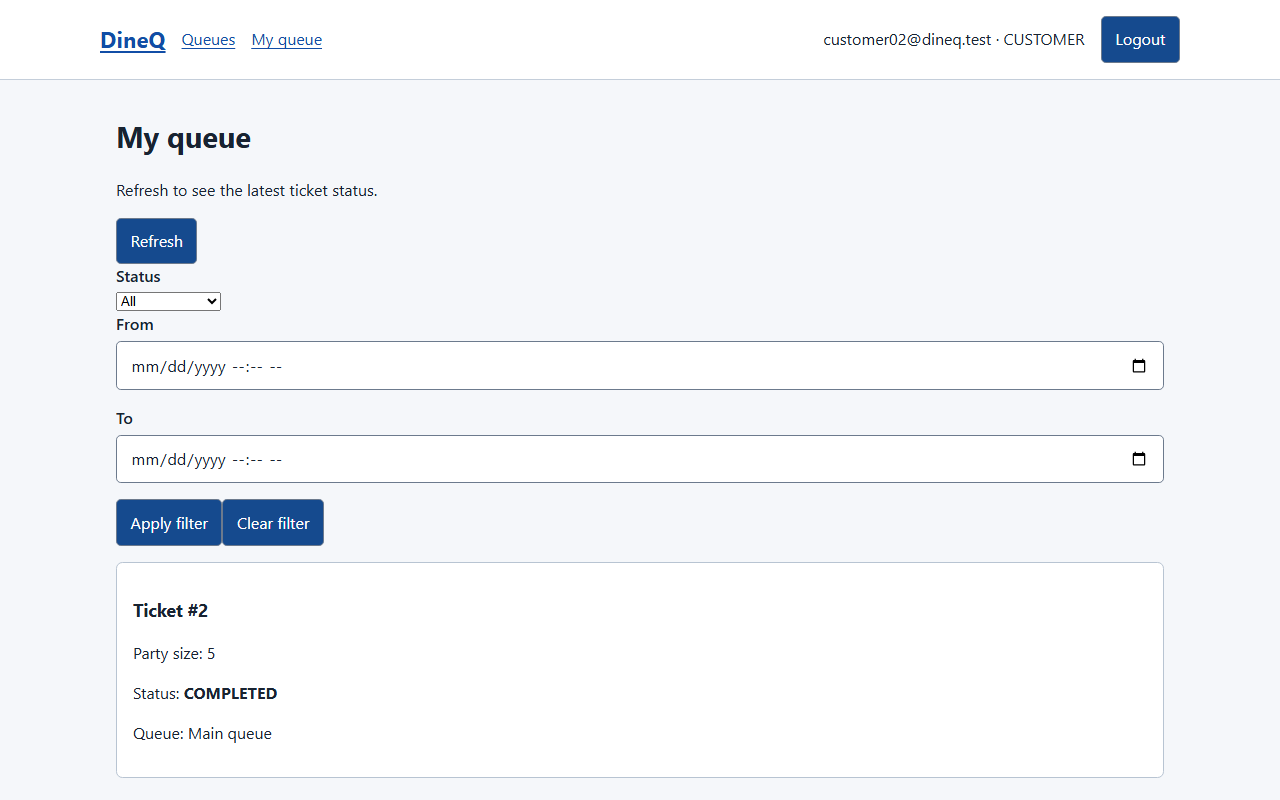 DineQ Queues My queue customer02@dineq.test · CUSTOMER Logout
My queue
Refresh to see the latest ticket status.
Refresh
Status
All
From
mm/dd/yyyy --:-- --
To
mm/dd/yyyy --:-- --
Apply filter Clear filter
Ticket #2
Party size: 5
Status: COMPLETED
Queue: Main queue